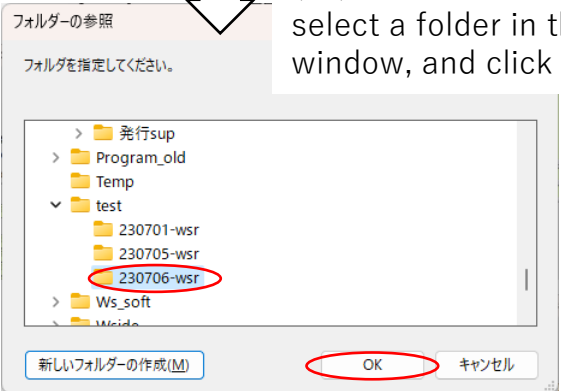 フォルダーの参照
select a folder in th
window, and click
フォルダを指定してください。
発行sup
Program_old
Temp
test
230701-wsr
230705-wsr
230706-wsr
Ws_soft
Wside
新しいフォルダーの作成(M)
OK
キャンセル